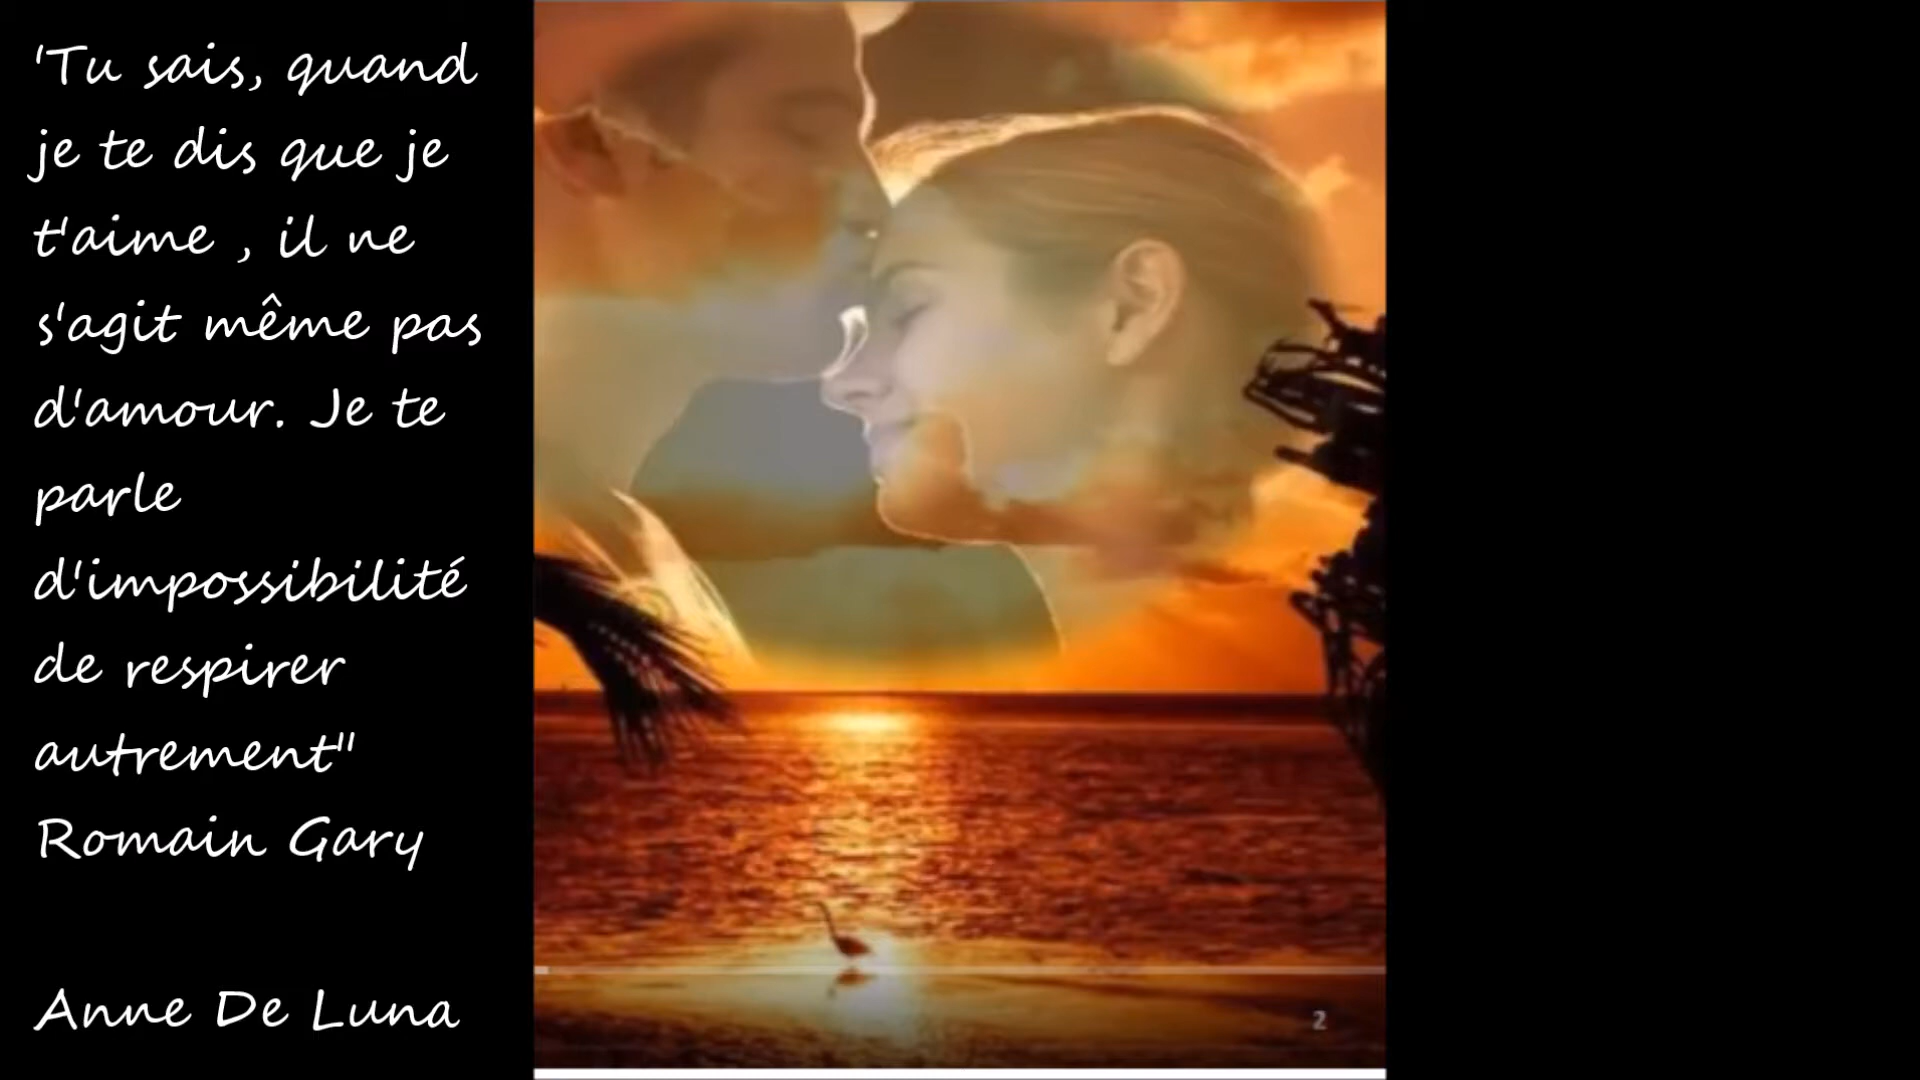 'Tu sais, quand
je te dis que je
t'aime , il ne
s'agit même pas
d'amour. Je te
parle
d'impossibilité
de respirer
autrement"
Romain Gary
Anne De Luna
2